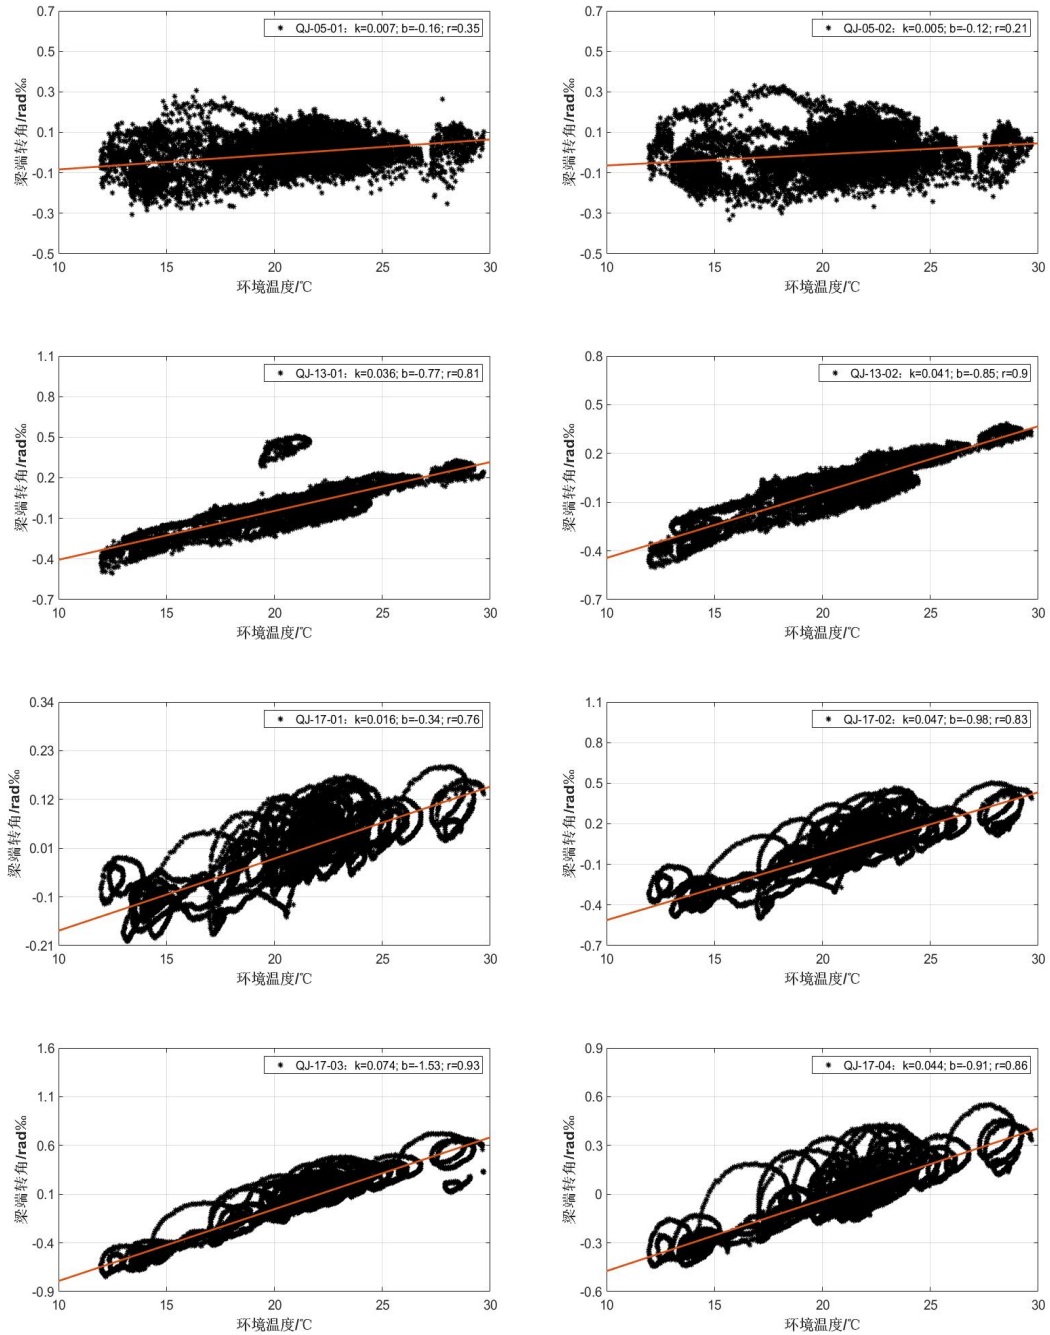 QJ-05-01：k=0.007; b=-0.16; r=0.35
0.7
0.5
0.3
0.1
-0.1
-0.3
-0.5
梁端转角/rad‰
10 15 20 25 30
环境温度/℃
QJ-05-02：k=0.005; b=-0.12; r=0.21
0.7
0.5
0.3
0.1
-0.1
-0.3
-0.5
梁端转角/rad‰
10 15 20 25 30
环境温度/℃
QJ-13-01：k=0.036; b=-0.77; r=0.81
1.1
0.8
0.5
0.2
-0.1
-0.4
-0.7
梁端转角/rad‰
10 15 20 25 30
环境温度/℃
QJ-13-02：k=0.041; b=-0.85; r=0.9
0.8
0.5
0.2
-0.1
-0.4
-0.7
梁端转角/rad‰
10 15 20 25 30
环境温度/℃
QJ-17-01：k=0.016; b=-0.34; r=0.76
0.34
0.23
0.12
0.01
-0.1
-0.21
梁端转角/rad‰
10 15 20 25 30
环境温度/℃
QJ-17-02：k=0.047; b=-0.98; r=0.83
1.1
0.8
0.5
0.2
-0.1
-0.4
-0.7
梁端转角/rad‰
10 15 20 25 30
环境温度/℃
QJ-17-03：k=0.074; b=-1.53; r=0.93
1.6
1.1
0.6
0.1
-0.4
-0.9
梁端转角/rad‰
10 15 20 25 30
环境温度/℃
QJ-17-04：k=0.044; b=-0.91; r=0.86
0.9
0.6
0.3
0
-0.3
-0.6
梁端转角/rad‰
10 15 20 25 30
环境温度/℃